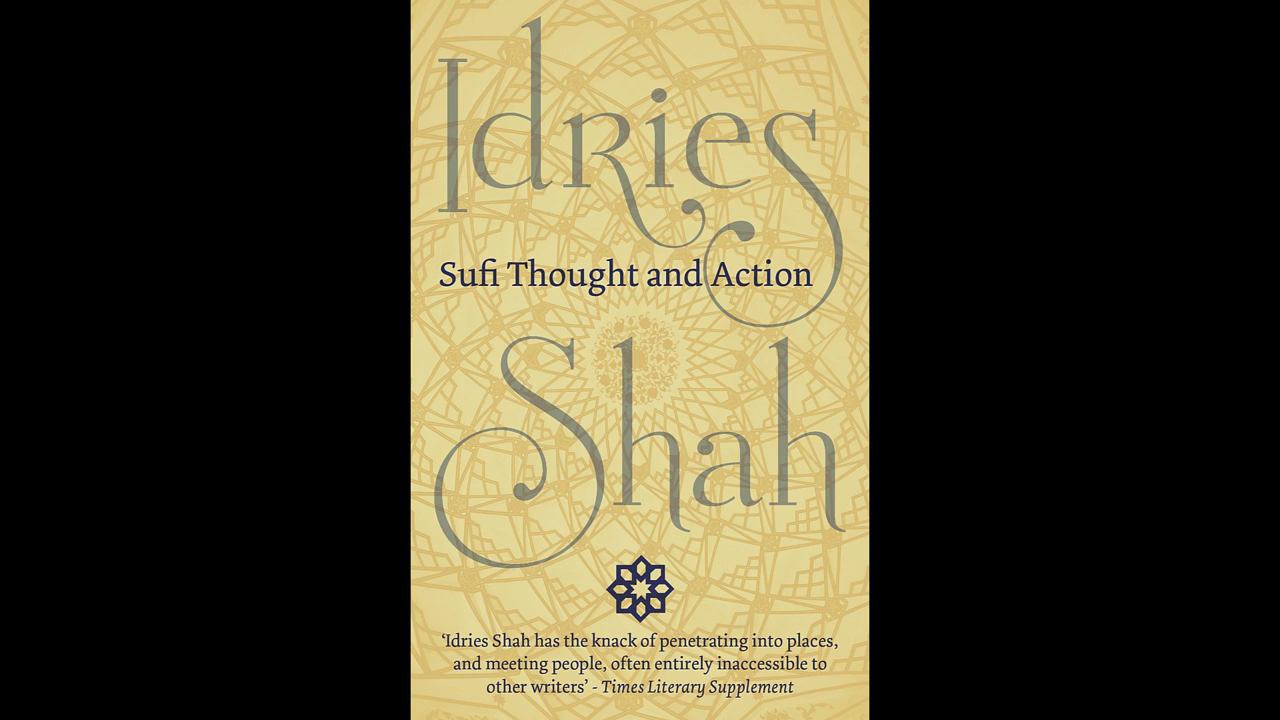 Idries
Sufi Thought and Action
Shah
‘Idries Shah has the knack of penetrating into places,
and meeting people, often entirely inaccessible to
other writers’ - Times Literary Supplement